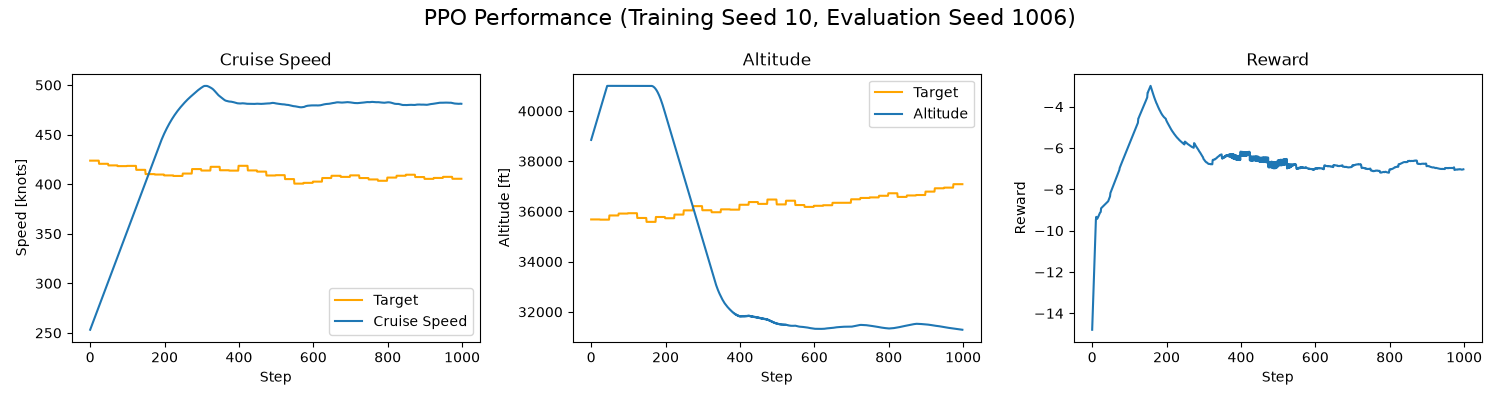 PPO Performance (Training Seed 10, Evaluation Seed 1006)
Cruise Speed
Speed [knots]
500
450
400
350
300
250
0 200 400 600 800 1000
Step
Target
Cruise Speed
Altitude
Altitude [ft]
40000
38000
36000
34000
32000
0 200 400 600 800 1000
Step
Target
Altitude
Reward
Reward
−4
−6
−8
−10
−12
−14
0 200 400 600 800 1000
Step